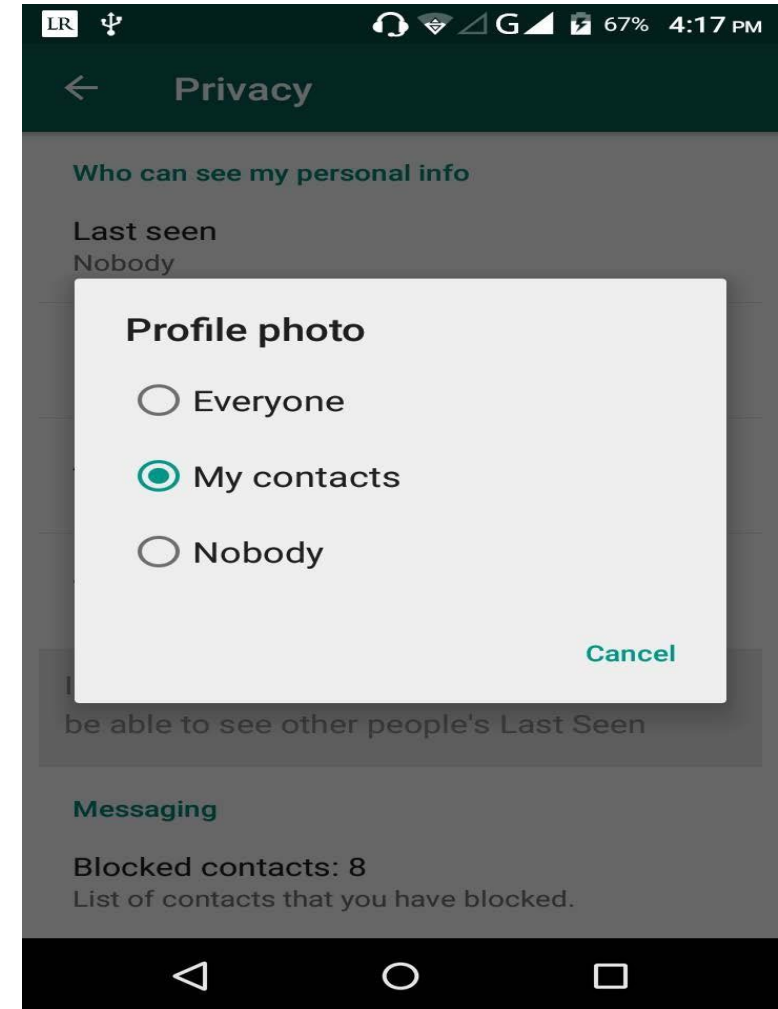 LR G 67% 4:17 PM
Privacy
Who can see my personal info
Last seen
Nobody
Profile photo
Everyone
My contacts
Nobody
Cancel
be able to see other people's Last Seen
Messaging
Blocked contacts: 8
List of contacts that you have blocked.